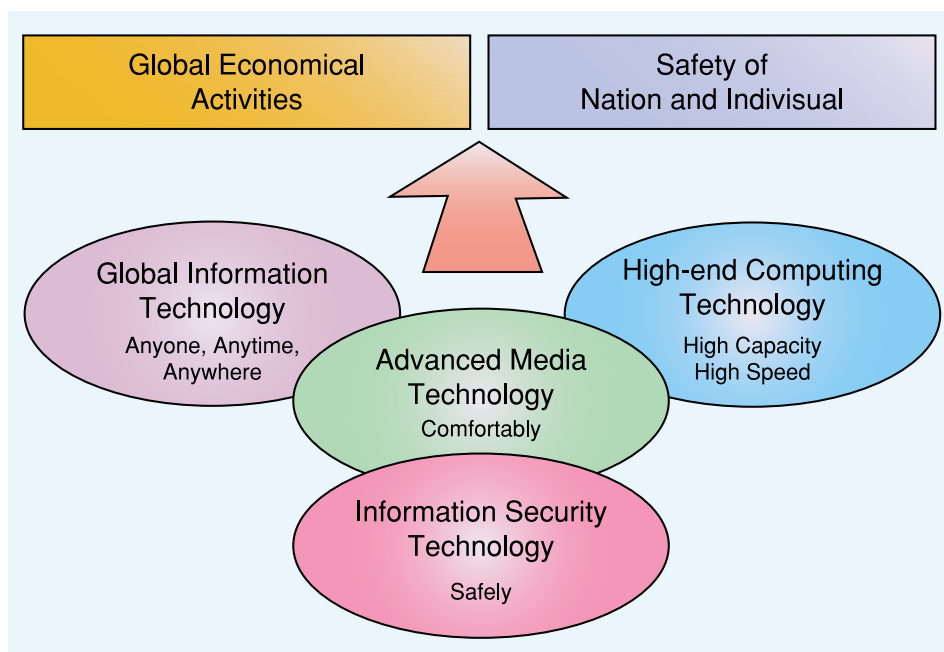 Global Economical
Activities
Safety of
Nation and Indivisual
Global Information
Technology
Anyone, Anytime,
Anywhere
High-end Computing
Technology
High Capacity
High Speed
Advanced Media
Technology
Comfortably
Information Security
Technology
Safely